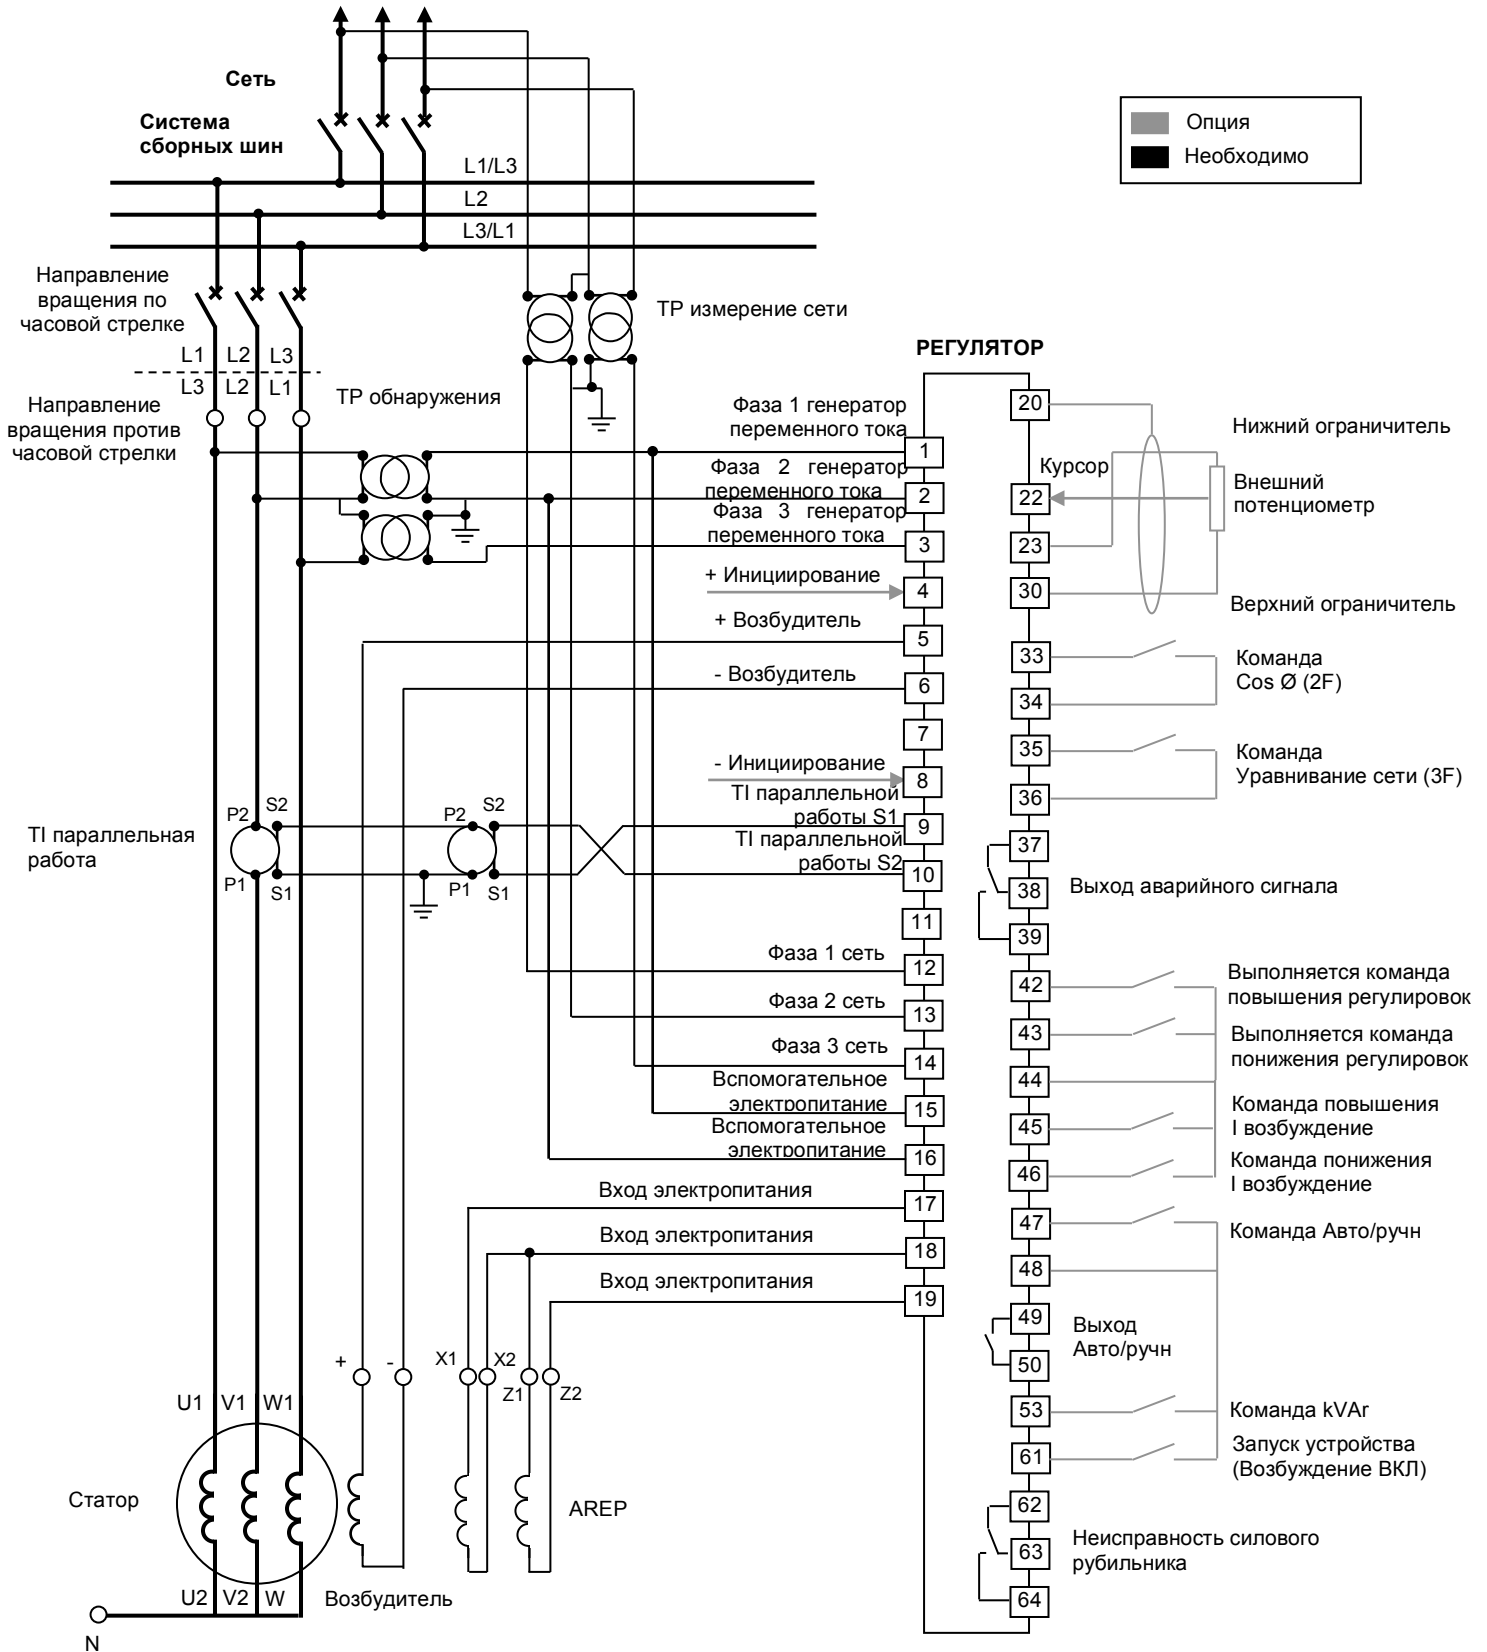 Сеть
Система
сборных шин
L1/L3
L2
L3/L1
Опция
Необходимо
Направление
вращения по
часовой стрелке
L1 L2 L3
L3 L2 L1
Направление
вращения против
часовой стрелки
ТР измерение сети
ТР обнаружения
РЕГУЛЯТОР
Фаза 1 генератор
переменного тока
1
Фаза 2 генератор
переменного тока
2
Фаза 3 генератор
переменного тока
3
+ Инициирование
4
+ Возбудитель
5
- Возбудитель
6
7
- Инициирование
8
TI параллельной
работы S1
9
TI параллельной
работы S2
10
11
Фаза 1 сеть
12
Фаза 2 сеть
13
Фаза 3 сеть
14
Вспомогательное
электропитание
15
Вспомогательное
электропитание
16
Вход электропитания
17
Вход электропитания
18
Вход электропитания
19
20
Нижний ограничитель
Курсор
22
Внешний
потенциометр
23
30
Верхний ограничитель
33
34
Команда
Cos Ø (2F)
35
36
Команда
Уравнивание сети (3F)
37
38
39
Выход аварийного сигнала
42
Выполняется команда
повышения регулировок
43
Выполняется команда
понижения регулировок
44
45
Команда повышения
I возбуждение
46
Команда понижения
I возбуждение
47
Команда Авто/ручн
48
49
50
Выход
Авто/ручн
53
Команда kVAr
61
Запуск устройства
(Возбуждение ВКЛ)
62
63
64
Неисправность силового
рубильника
TI параллельная
работа
P2 S2
P1 S1
P2 S2
P1 S1
+ -
X1 X2
Z1 Z2
U1 V1 W1
Статор
AREP
U2 V2 W
Возбудитель
N